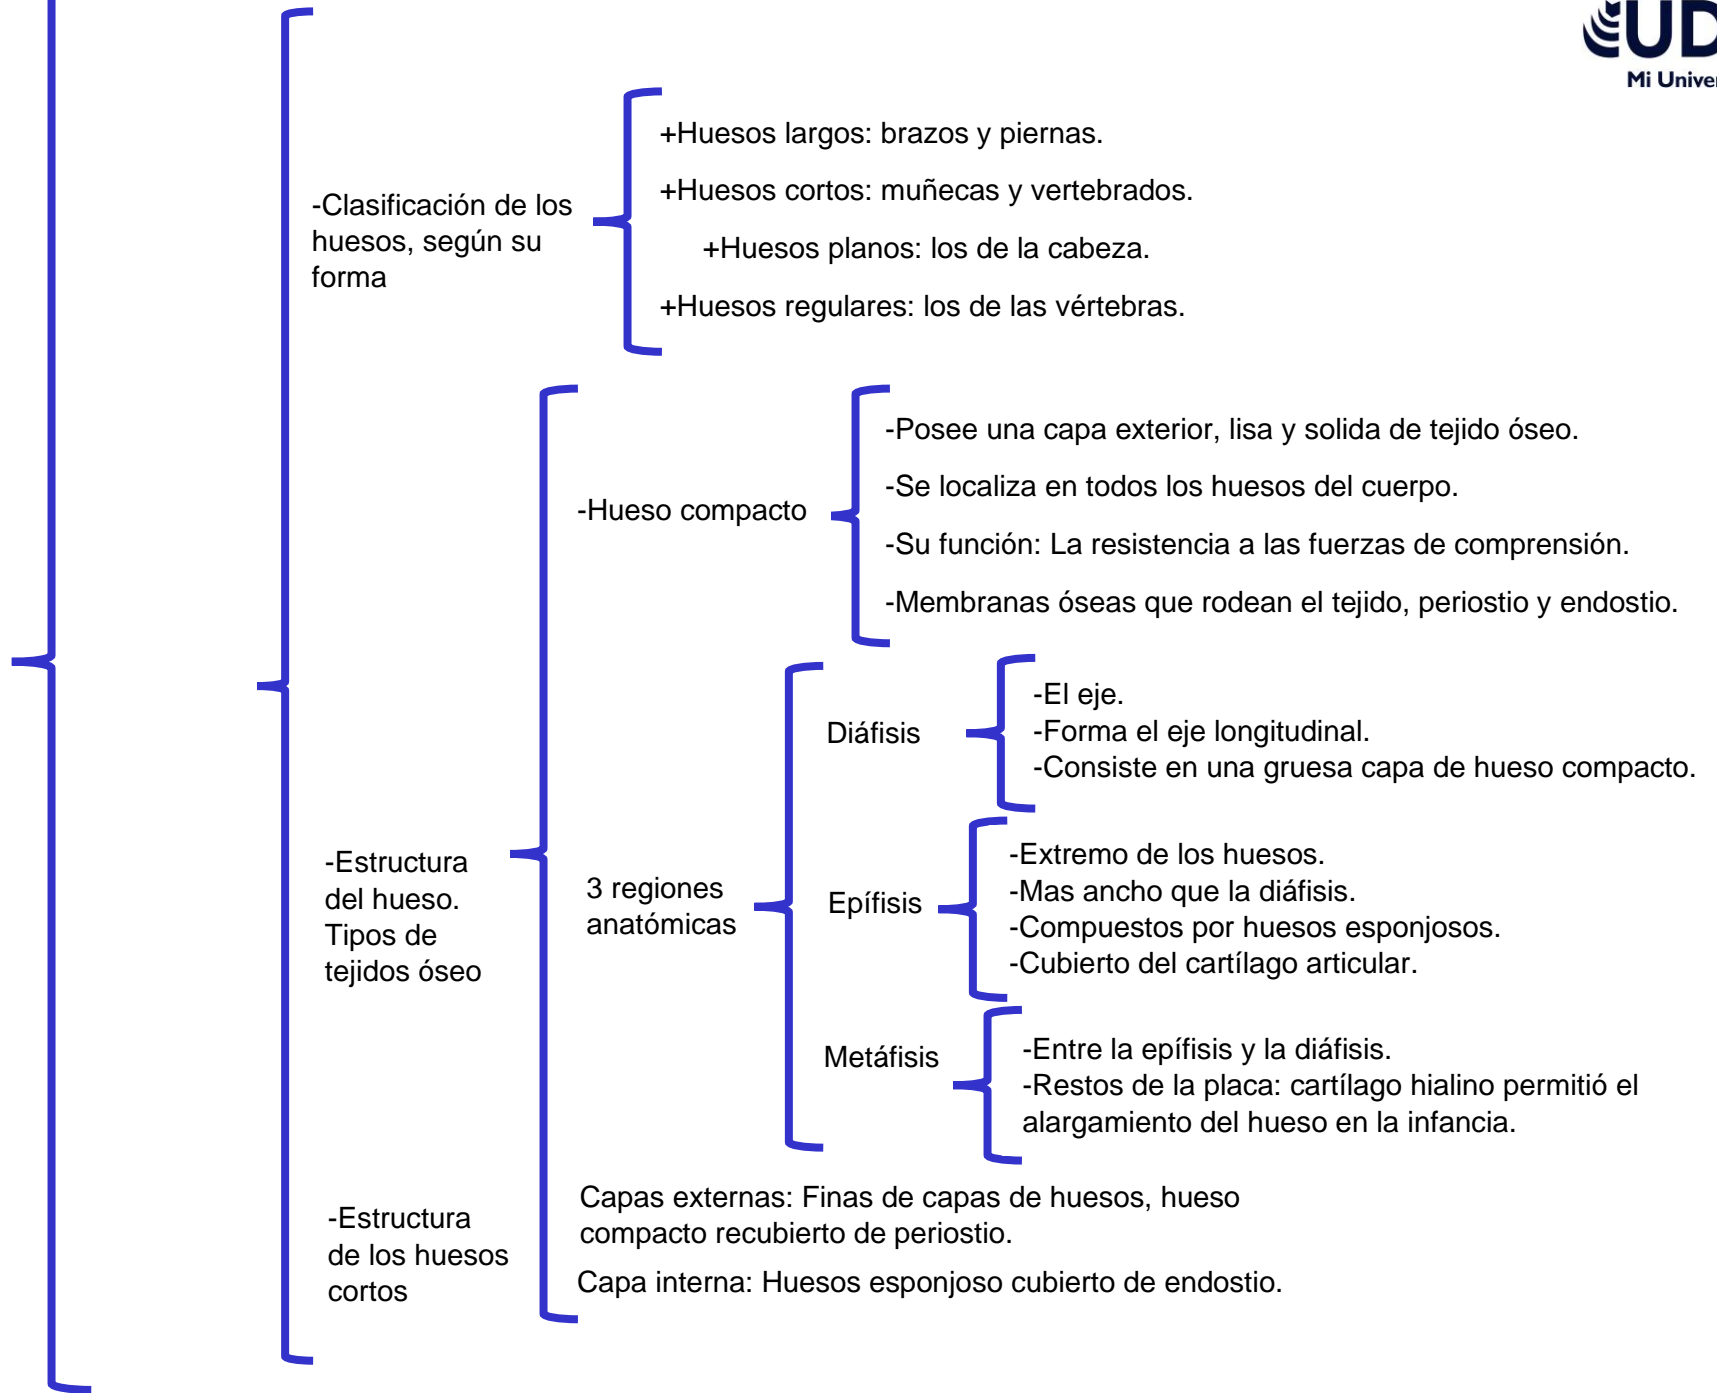 Mi
-Clasificación de los
huesos, según su
forma
+Huesos largos: brazos y piernas.
+Huesos cortos: muñecas y vertebrados.
+Huesos planos: los de la cabeza.
+Huesos regulares: los de las vértebras.
-Estructura
del hueso.
Tipos de
tejidos óseo
-Hueso compacto
-Posee una capa exterior, lisa y solida de tejido óseo.
-Se localiza en todos los huesos del cuerpo.
-Su función: La resistencia a las fuerzas de comprensión.
-Membranas óseas que rodean el tejido, periostio y endostio.
3 regiones
anatómicas
Diáfisis
-El eje.
-Forma el eje longitudinal.
-Consiste en una gruesa capa de hueso compacto.
Epífisis
-Extremo de los huesos.
-Mas ancho que la diáfisis.
-Compuestos por huesos esponjosos.
-Cubierto del cartílago articular.
Metáfisis
-Entre la epífisis y la diáfisis.
-Restos de la placa: cartílago hialino permitió el
alargamiento del hueso en la infancia.
-Estructura
de los huesos
cortos
Capas externas: Finas de capas de huesos, hueso
compacto recubierto de periostio.
Capa interna: Huesos esponjoso cubierto de endostio.